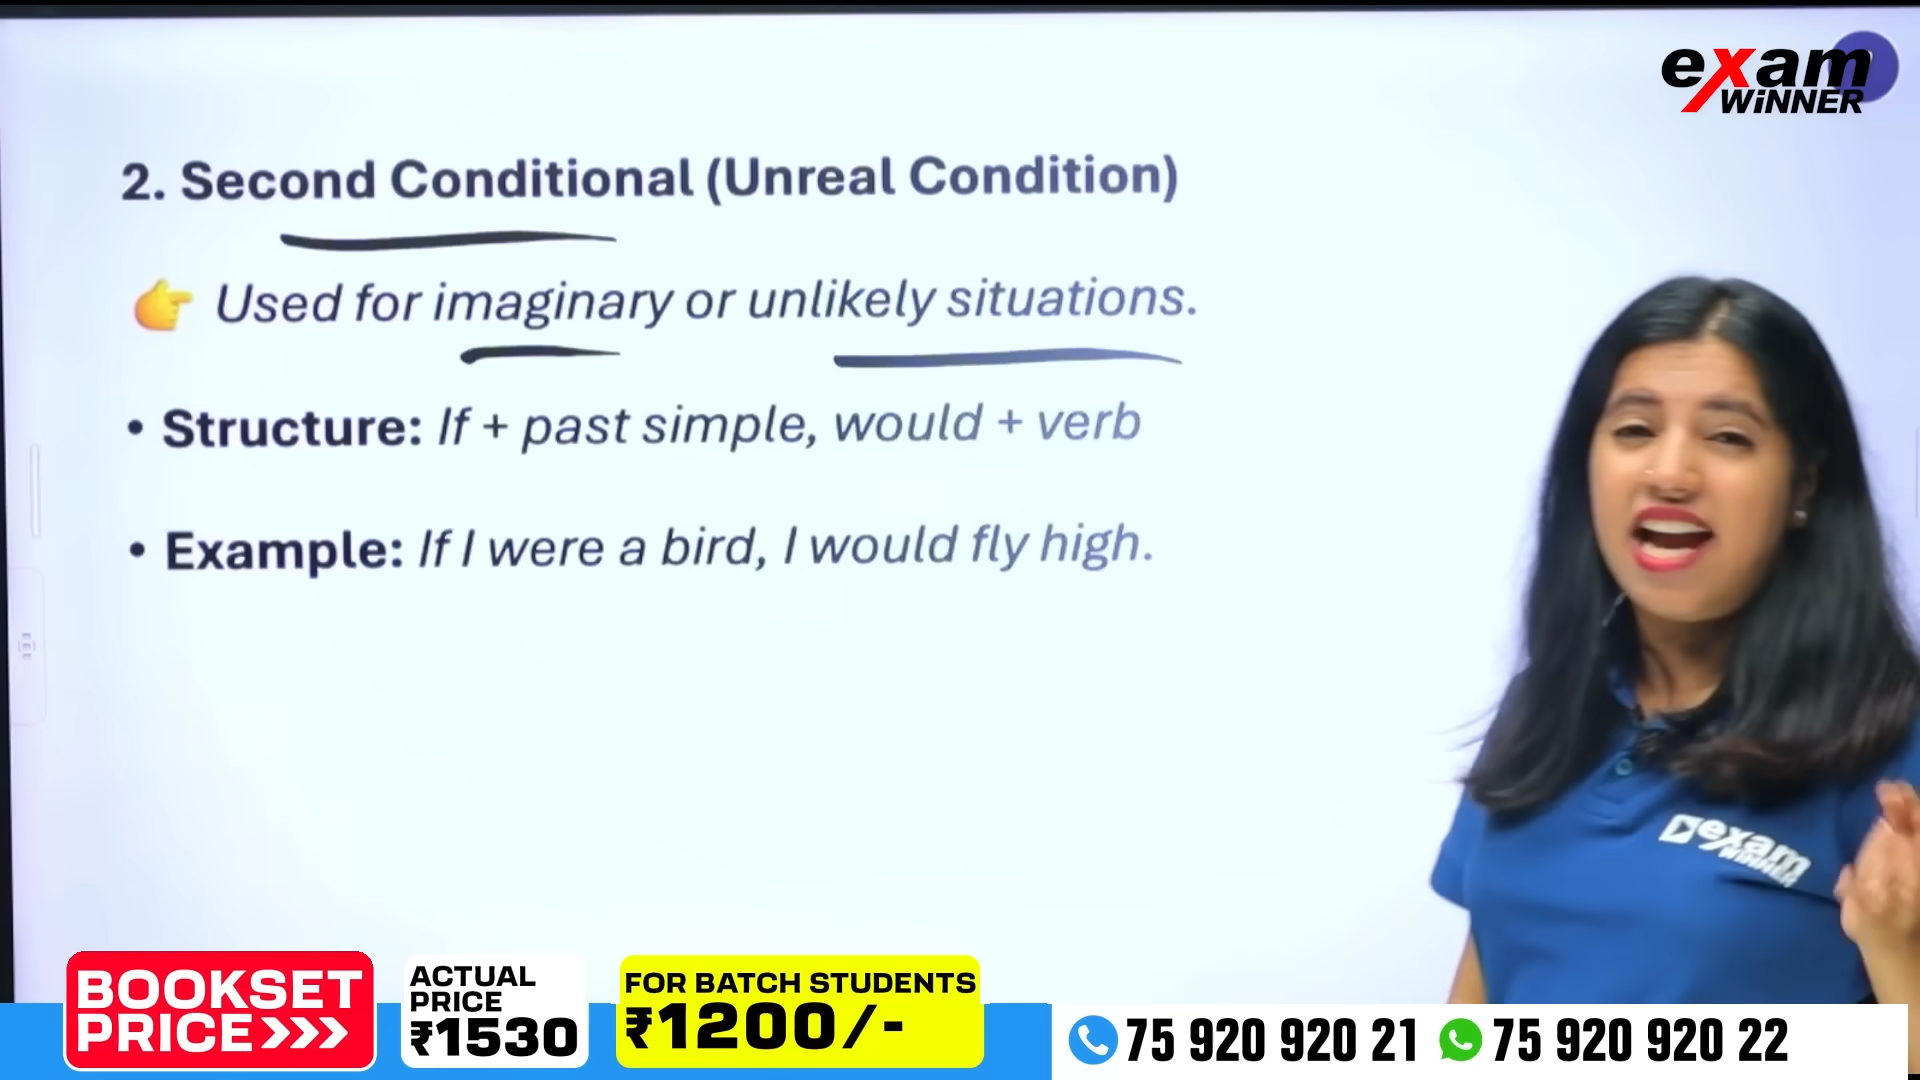 exam
WiNNER
2. Second Conditional (Unreal Condition)
👉 Used for imaginary or unlikely situations.
• Structure: If + past simple, would + verb
• Example: If I were a bird, I would fly high.
exam
WINNER
BOOKSET
PRICE >>>
ACTUAL
PRICE
₹1530
FOR BATCH STUDENTS
₹1200/-
75 920 920 21
75 920 920 22